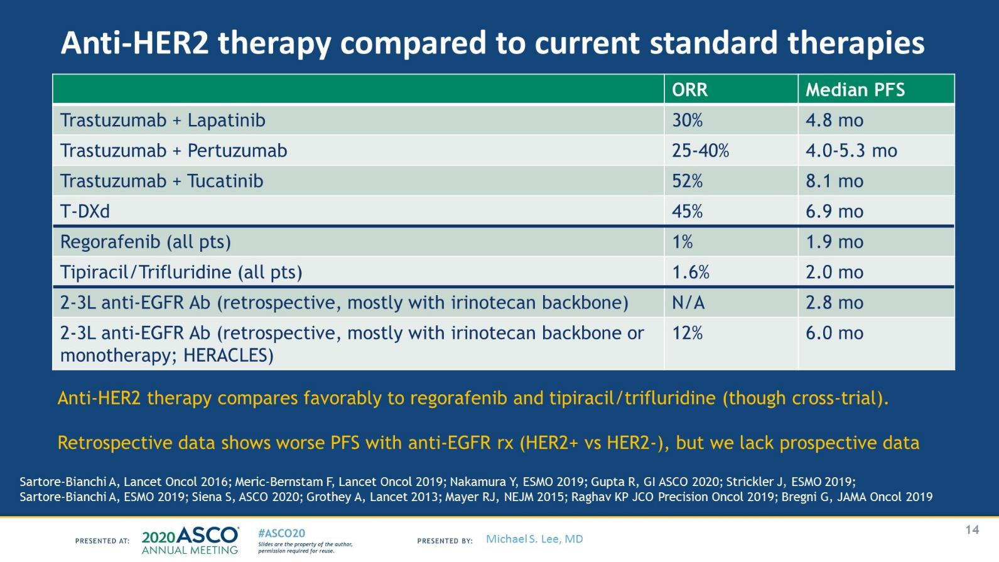 Anti-HER2 therapy compared to current standard therapies
ORR Median PFS
Trastuzumab + Lapatinib 30% 4.8 mo
Trastuzumab + Pertuzumab 25-40% 4.0-5.3 mo
Trastuzumab + Tucatinib 52% 8.1 mo
T-DXd 45% 6.9 mo
Regorafenib (all pts) 1% 1.9 mo
Tipiracil/Trifluridine (all pts) 1.6% 2.0 mo
2-3L anti-EGFR Ab (retrospective, mostly with irinotecan backbone) N/A 2.8 mo
2-3L anti-EGFR Ab (retrospective, mostly with irinotecan backbone or 12% 6.0 mo
monotherapy; HERACLES)
Anti-HER2 therapy compares favorably to regorafenib and tipiracil/trifluridine (though cross-trial).
Retrospective data shows worse PFS with anti-EGFR rx (HER2+ vs HER2-), but we lack prospective data
Sartore-Bianchi A, Lancet Oncol 2016; Meric-Bernstam F, Lancet Oncol 2019; Nakamura Y, ESMO 2019; Gupta R, GI ASCO 2020; Strickler J, ESMO 2019;
Sartore-Bianchi A, ESMO 2019; Siena S, ASCO 2020; Grothey A, Lancet 2013; Mayer RJ, NEJM 2015; Raghav KP JCO Precision Oncol 2019; Bregni G, JAMA Oncol 2019
PRESENTED AT: 2020 ASCO ANNUAL MEETING
#ASCO20
Slides are the property of the author,
permission required for reuse.
PRESENTED BY: Michael S. Lee, MD
14